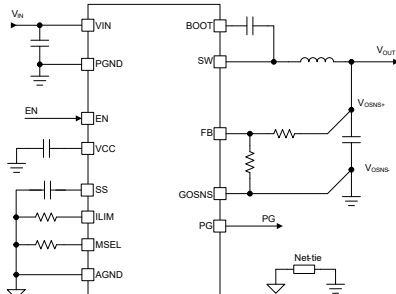 VIN
VIN
BOOT
SW
VOUT
PGND
EN
EN
VOSNS+
FB
VCC
VOSNS-
SS
GOSNS
ILIM
PG
PG
MSEL
Net-tie
AGND